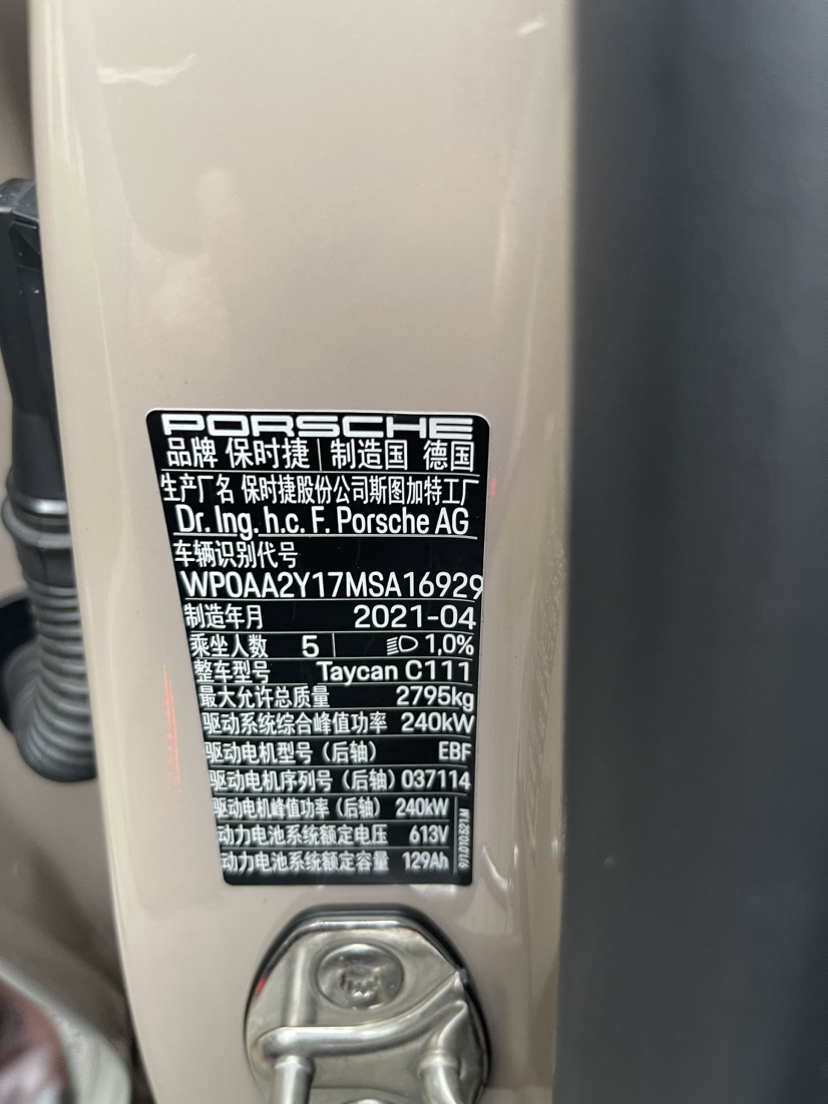 PORSCHE
品牌 保时捷 制造国 德国
生产厂名 保时捷股份公司斯图加特工厂
Dr. Ing. h.c. F. Porsche AG
车辆识别代号
WP0AA2Y17MSA16929
制造年月 2021-04
乘坐人数 5 1,0%
整车型号 Taycan C111
最大允许总质量 2795kg
驱动系统综合峰值功率 240kW
驱动电机型号（后轴） EBF
驱动电机序列号（后轴）037114
驱动电机峰值功率（后轴） 240kW
动力电池系统额定电压 613V
动力电池系统额定容量 129Ah